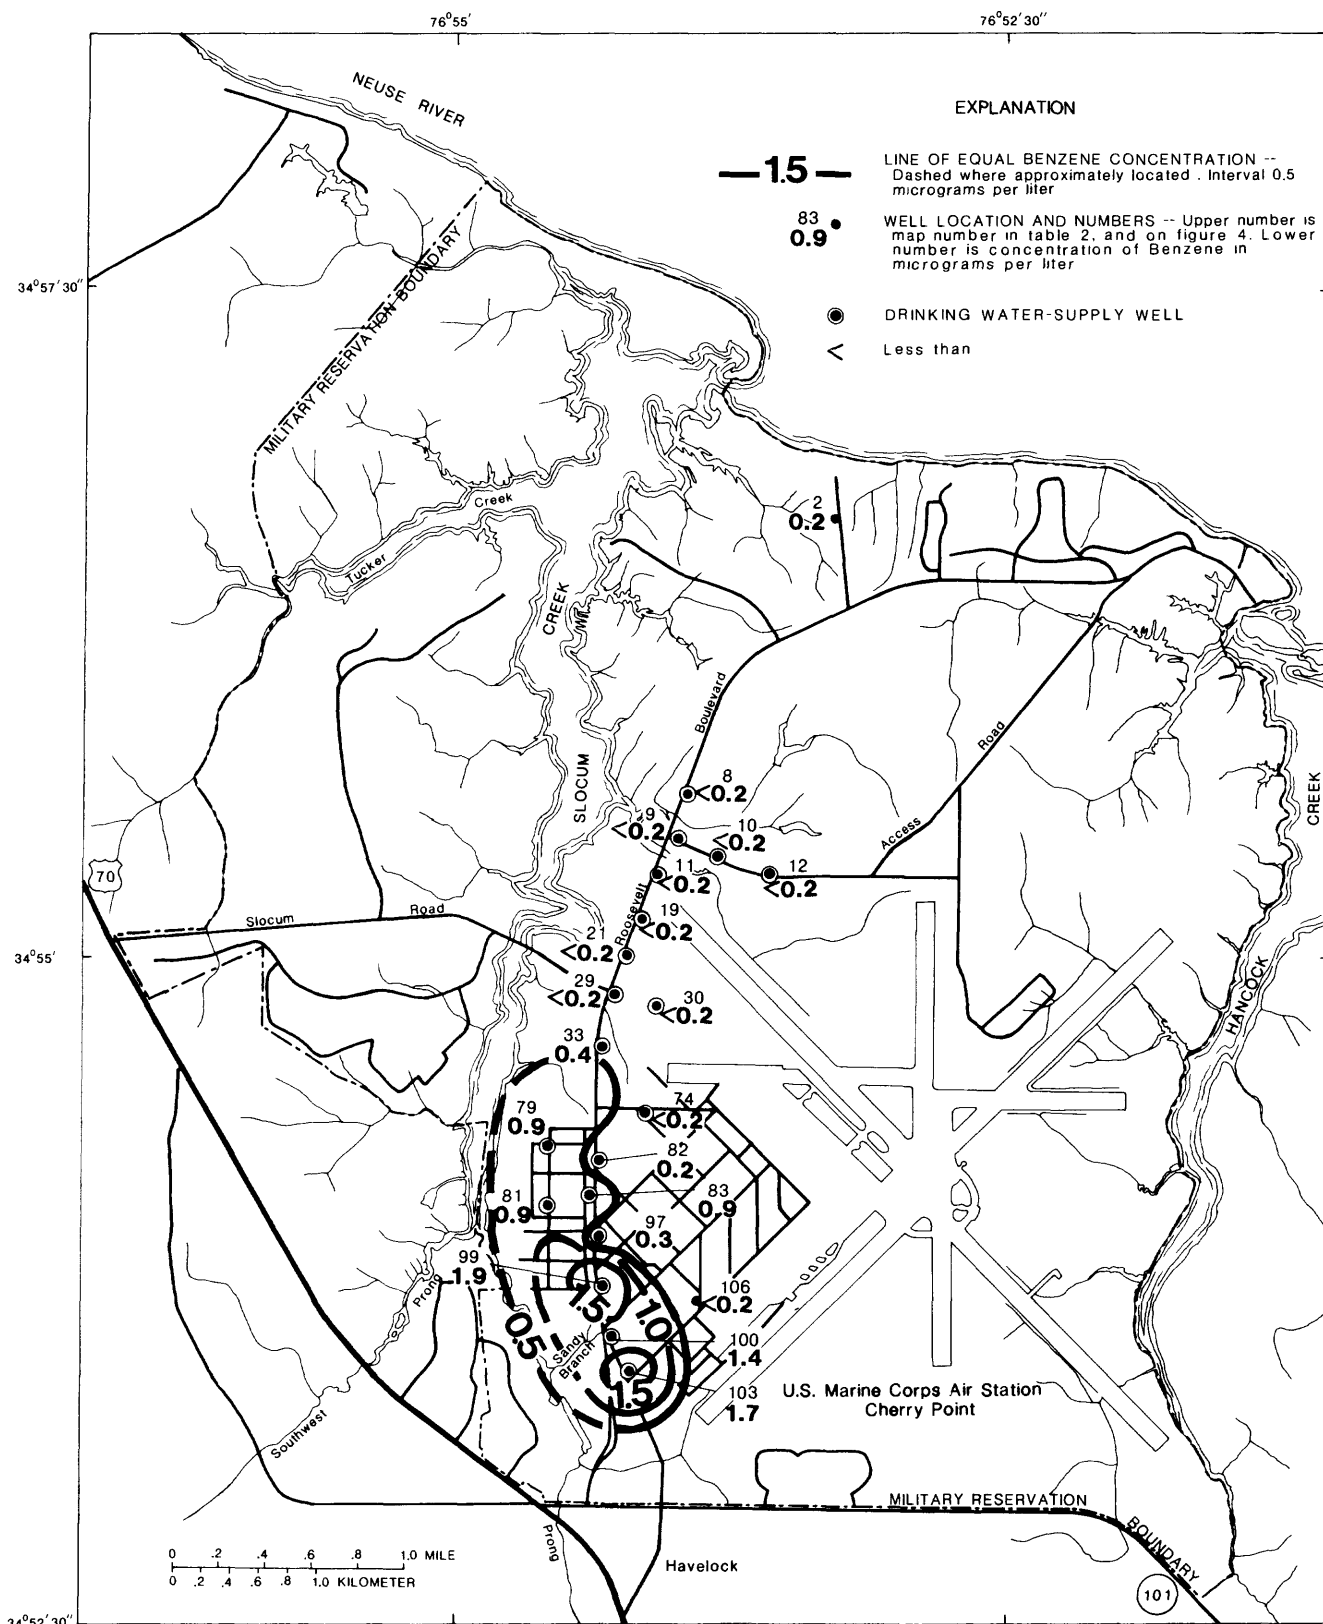 76°55'
76°52'30"
NEUSE RIVER
EXPLANATION
1.5
LINE OF EQUAL BENZENE CONCENTRATION --
Dashed where approximately located . Interval 0.5
micrograms per liter
83
0.9
WELL LOCATION AND NUMBERS -- Upper number is
map number in table 2, and on figure 4. Lower
number is concentration of Benzene in
micrograms per liter
DRINKING WATER-SUPPLY WELL
<
Less than
34°57'30"
MILITARY RESERVATION BOUNDARY
Creek
Tucker
2
0.2
CREEK
SLOCUM
Boulevard
Road
Access
8
<0.2
9
<0.2
10
<0.2
11
<0.2
12
<0.2
CREEK
HANCOCK
70
Slocum
Road
Roosevelt
19
<0.2
21
<0.2
34°55'
29
<0.2
30
<0.2
33
0.4
74
<0.2
79
0.9
82
0.2
81
0.9
83
0.9
97
0.3
99
1.9
106
<0.2
1.5
1.0
0.5
Sandy
Branch
100
1.4
1.5
103
1.7
Prong
Southwest
U.S. Marine Corps Air Station
Cherry Point
MILITARY RESERVATION
BOUNDARY
Prong
Havelock
101
0 .2 .4 .6 .8 1.0 MILE
0 .2 .4 .6 .8 1.0 KILOMETER
34°52'30"